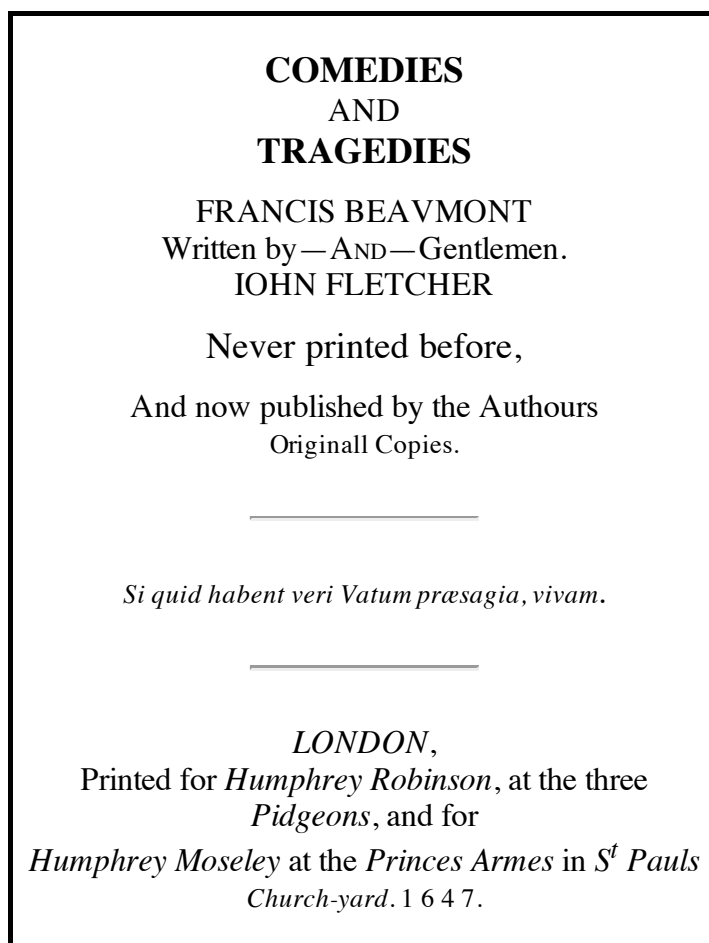 COMEDIES
AND
TRAGEDIES
FRANCIS BEAVMONT
Written by—AND—Gentlemen.
IOHN FLETCHER
Never printed before,
And now published by the Authours
Originall Copies.
Si quid habent veri Vatum præsagia, vivam.
LONDON,
Printed for Humphrey Robinson, at the three
Pidgeons, and for
Humphrey Moseley at the Princes Armes in St Pauls
Church-yard. 1 6 4 7.